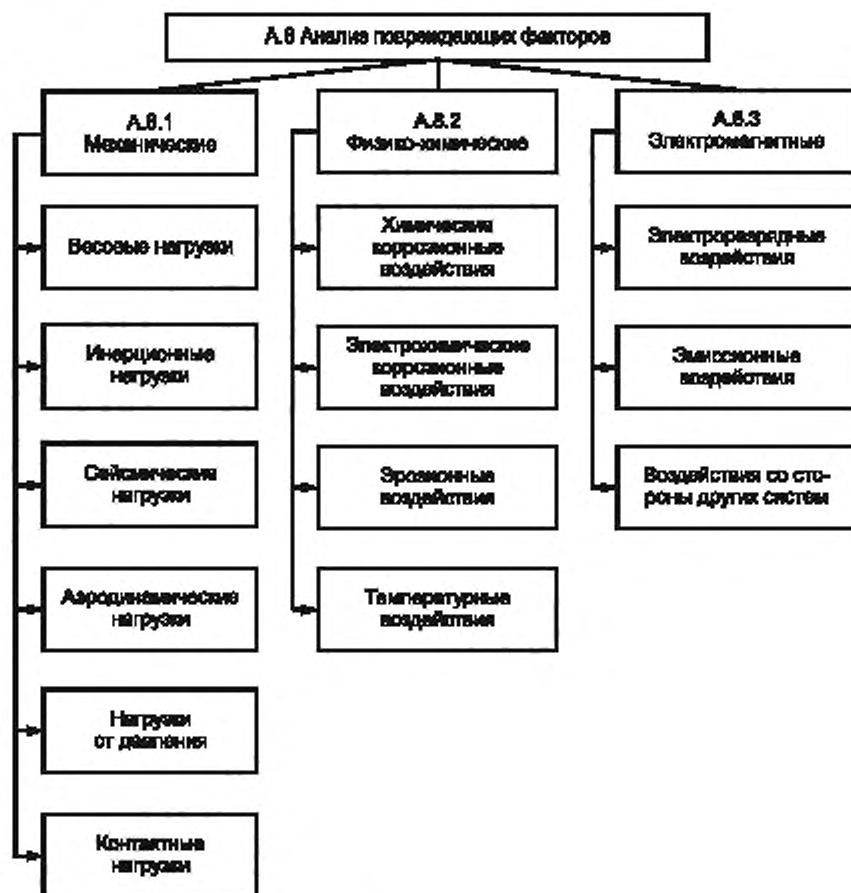 А.6 Анализ повреждающих факторов
А.6.1
Механические
Весовые нагрузки
Инерционные
нагрузки
Сейсмические
нагрузки
Аэродинамические
нагрузки
Нагрузки
от давления
Контактные
нагрузки
А.6.2
Физико-химические
Химические
коррозионные
воздействия
Электрохимические
коррозионные
воздействия
Эрозионные
воздействия
Температурные
воздействия
А.6.3
Электромагнитные
Электроразрядные
воздействия
Эмиссионные
воздействия
Воздействия со сто-
роны других систем